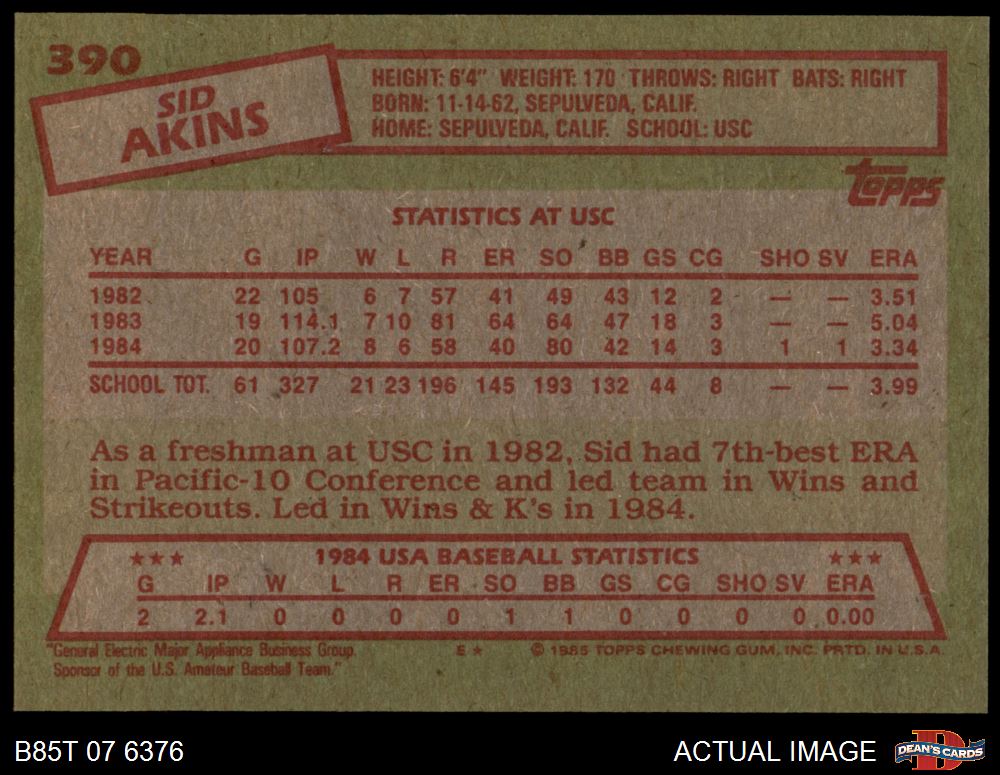 390
SID
AKINS
HEIGHT: 6'4" WEIGHT: 170 THROWS: RIGHT BATS: RIGHT
BORN: 11-14-62, SEPULVEDA, CALIF.
HOME: SEPULVEDA, CALIF. SCHOOL: USC
topps
STATISTICS AT USC
YEAR G IP W L R ER SO BB GS CG SHO SV ERA
1982 22 105 6 7 57 41 49 43 12 2 — — 3.51
1983 19 114.1 7 10 81 64 64 47 18 3 — — 5.04
1984 20 107.2 8 6 58 40 80 42 14 3 1 1 3.34
SCHOOL TOT. 61 327 21 23 196 145 193 132 44 8 — — 3.99
As a freshman at USC in 1982, Sid had 7th-best ERA
in Pacific-10 Conference and led team in Wins and
Strikeouts. Led in Wins & K's in 1984.
★★★ 1984 USA BASEBALL STATISTICS ★★★
G IP W L R ER SO BB GS CG SHO SV ERA
2 2.1 0 0 0 0 1 1 0 0 0 0 0.00
"General Electric Major Appliance Business Group. E★ © 1985 TOPPS CHEWING GUM, INC. PRTD. IN U.S.A.
Sponsor of the U.S. Amateur Baseball Team."
B85T 07 6376 ACTUAL IMAGE DEAN'S CARDS